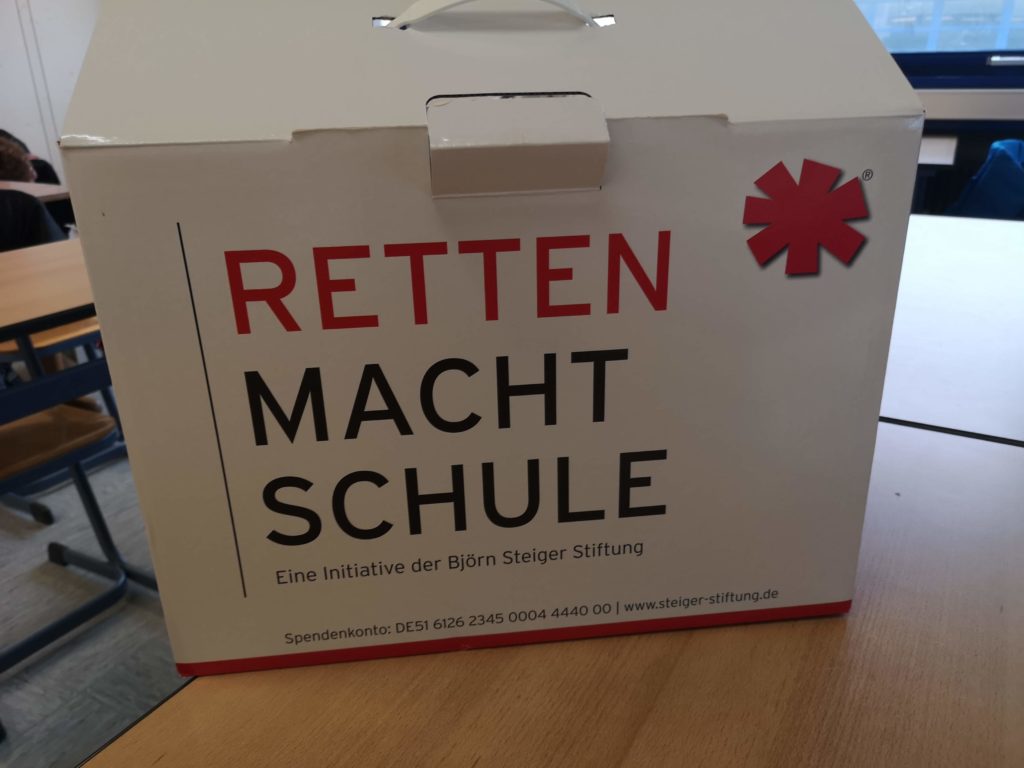 RETTEN
MACHT
SCHULE
Eine Initiative der Björn Steiger Stiftung
Spendenkonto: DE51 6126 2345 0004 4440 00 | www.steiger-stiftung.de
®